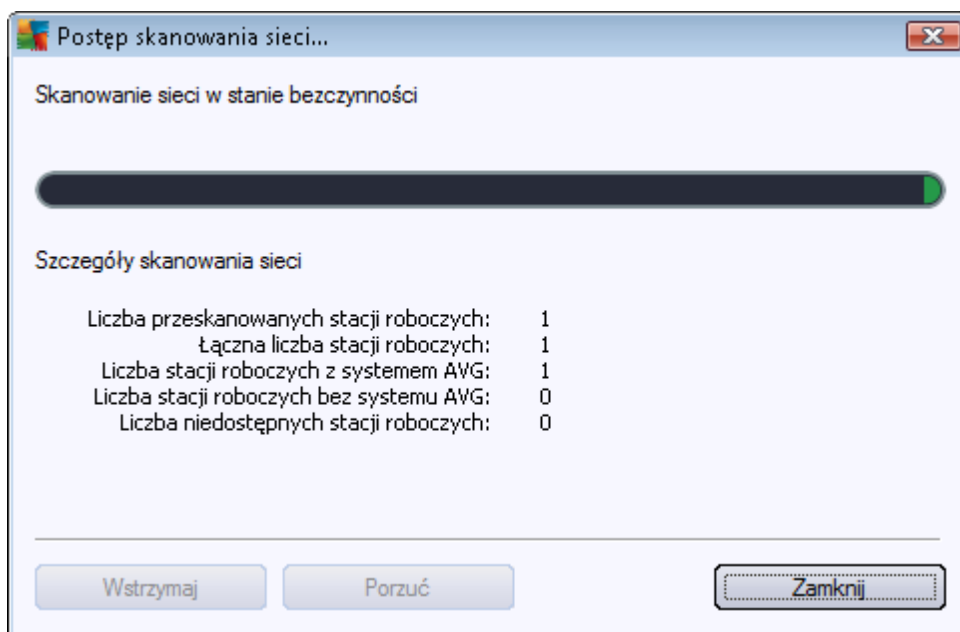 Postęp skanowania sieci...
Skanowanie sieci w stanie bezczynności
Szczegóły skanowania sieci
Liczba przeskanowanych stacji roboczych: 1
Łączna liczba stacji roboczych: 1
Liczba stacji roboczych z systemem AVG: 1
Liczba stacji roboczych bez systemu AVG: 0
Liczba niedostępnych stacji roboczych: 0
Wstrzymaj Porzuć Zamknij